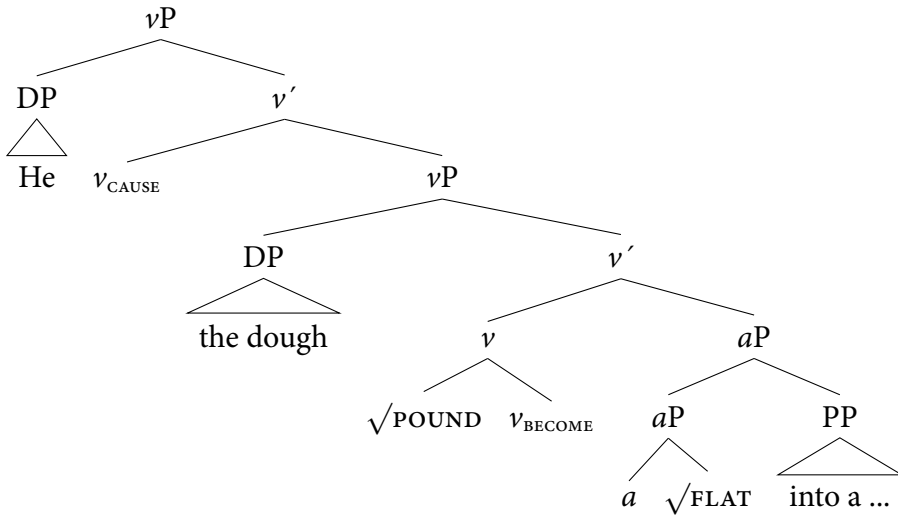 vP
DP v′
He vCAUSE vP
DP v′
the dough v aP
√POUND vBECOME aP PP
a √FLAT into a ...